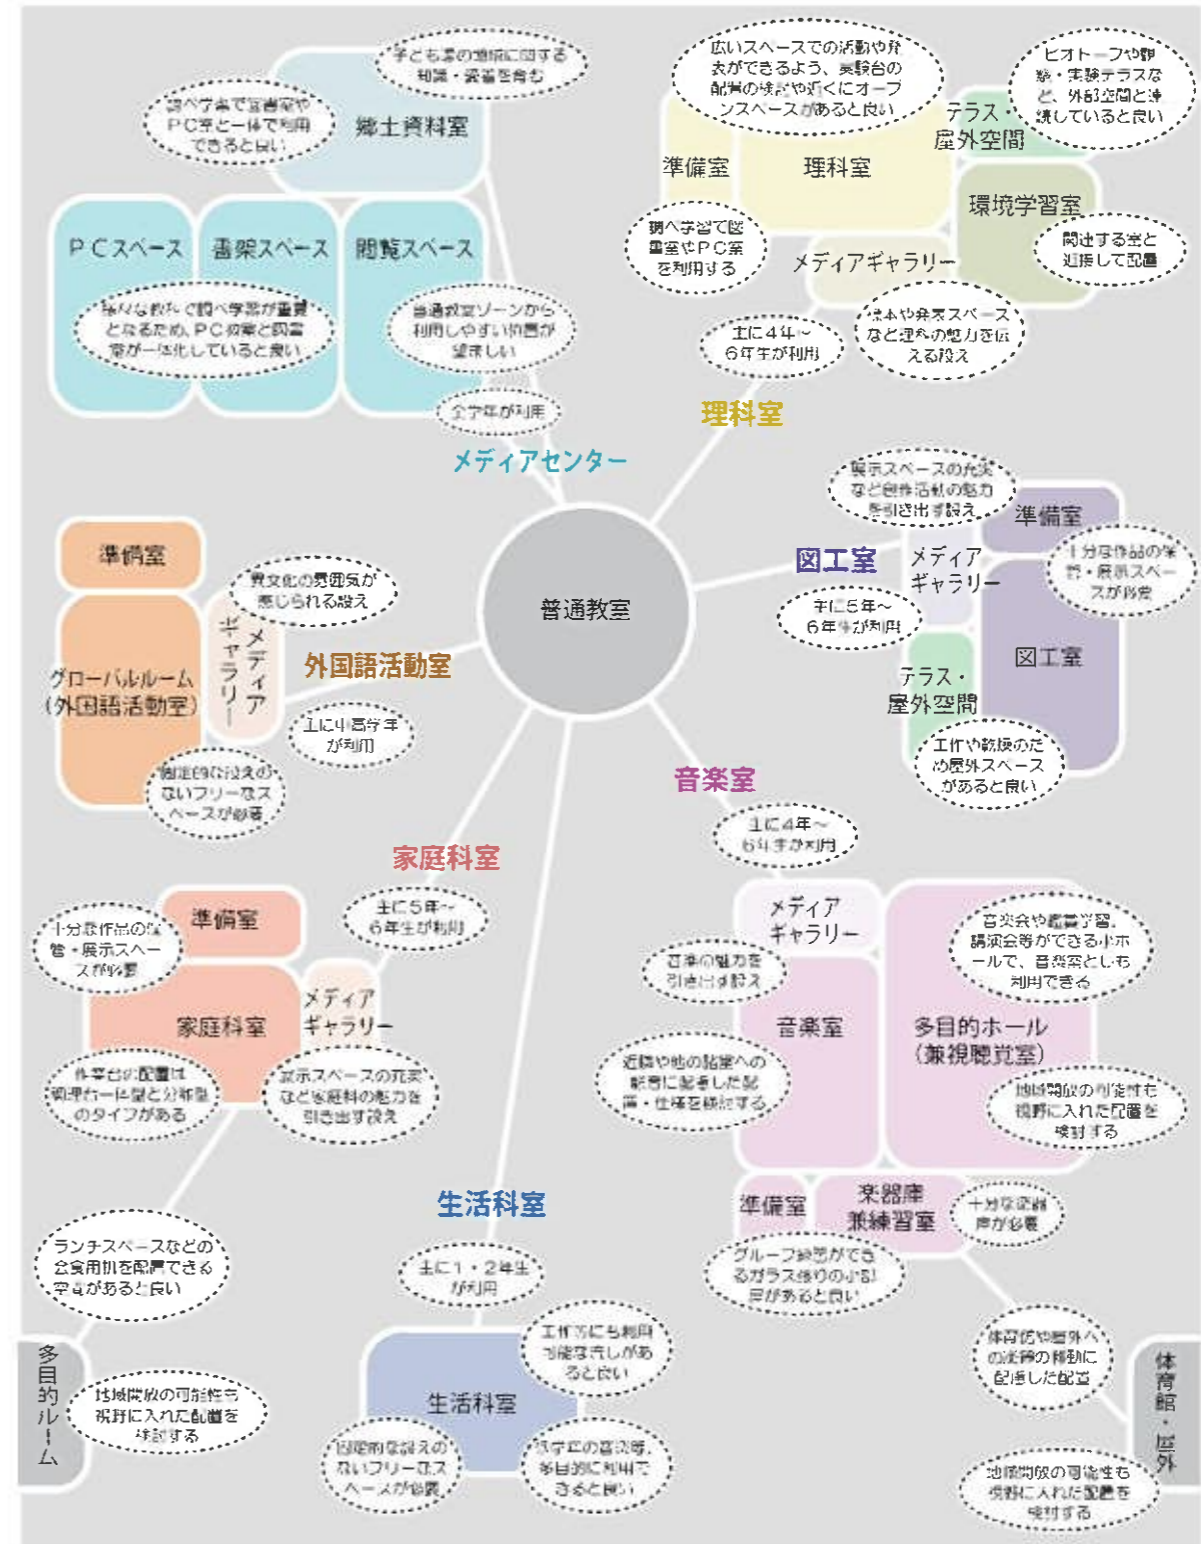 子ども達の地域に関する
知識・愛着を育む
調べ学習で図書室や
PC室と一体で利用
できると良い
郷土資料室
PCスペース
書架スペース
閲覧スペース
様々な教科で調べ学習が重要
となるため、PC教室と図書
室が一体化していると良い
普通教室ゾーンから
利用しやすい位置が
望ましい
全学年が利用
メディアセンター
広いスペースでの活動や発
表ができるよう、実験台の
配置の検討や近くにオープ
ンスペースがあると良い
ビオトープや観
察・実験テラスな
ど、外部空間と連
続していると良い
テラス・
屋外空間
準備室
理科室
環境学習室
調べ学習で図
書室やPC室
を利用する
関連する室と
近接して配置
メディアギャラリー
標本や発表スペース
など理科の魅力を伝
える設え
主に4年~
6年生が利用
理科室
展示スペースの充実
など創作活動の魅力
を引き出す設え
準備室
メディア
ギャラリー
十分な作品の保
管・展示スペー
スが必要
図工室
主に5年~
6年生が利用
図工室
テラス・
屋外空間
工作や乾燥のた
め屋外スペース
があると良い
普通教室
準備室
異文化の雰囲気が
感じられる設え
メディア
ギャラリー
外国語活動室
グローバルルーム
(外国語活動室)
主に中高学年
が利用
固定的な設えの
ないフリーなス
ペースが必要
音楽室
主に4年~
6年生が利用
家庭科室
主に5年~
6年生が利用
準備室
十分な作品の保
管・展示スペー
スが必要
家庭科室
メディア
ギャラリー
作業台の配置は
調理台一体型と分離型
のタイプがある
展示スペースの充実
など家庭科の魅力を
引き出す設え
メディア
ギャラリー
音楽会や鑑賞学習、
講演会等ができる小ホ
ールで、音楽室としも
利用できる
音楽の魅力を
引き出す設え
音楽室
多目的ホール
(兼視聴覚室)
近隣や他の諸室への
騒音に配慮した配
置・仕様を検討する
地域開放の可能性も
視野に入れた配置を
検討する
準備室
楽器庫
兼練習室
十分な楽器
庫が必要
グループ練習ができ
るガラス張りの小部
屋があると良い
生活科室
主に1・2年生
が利用
ランチスペースなどの
会食用机を配置できる
空間があると良い
工作等にも利用
可能な流しがあ
ると良い
生活科室
固定的な設えの
ないフリーなス
ペースが必要
低学年の音楽等、
多目的に利用で
きると良い
多目的ルーム
地域開放の可能性も
視野に入れた配置を
検討する
体育館や屋外へ
の楽器の移動に
配慮した配置
体育館・屋外
地域開放の可能性も
視野に入れた配置を
検討する